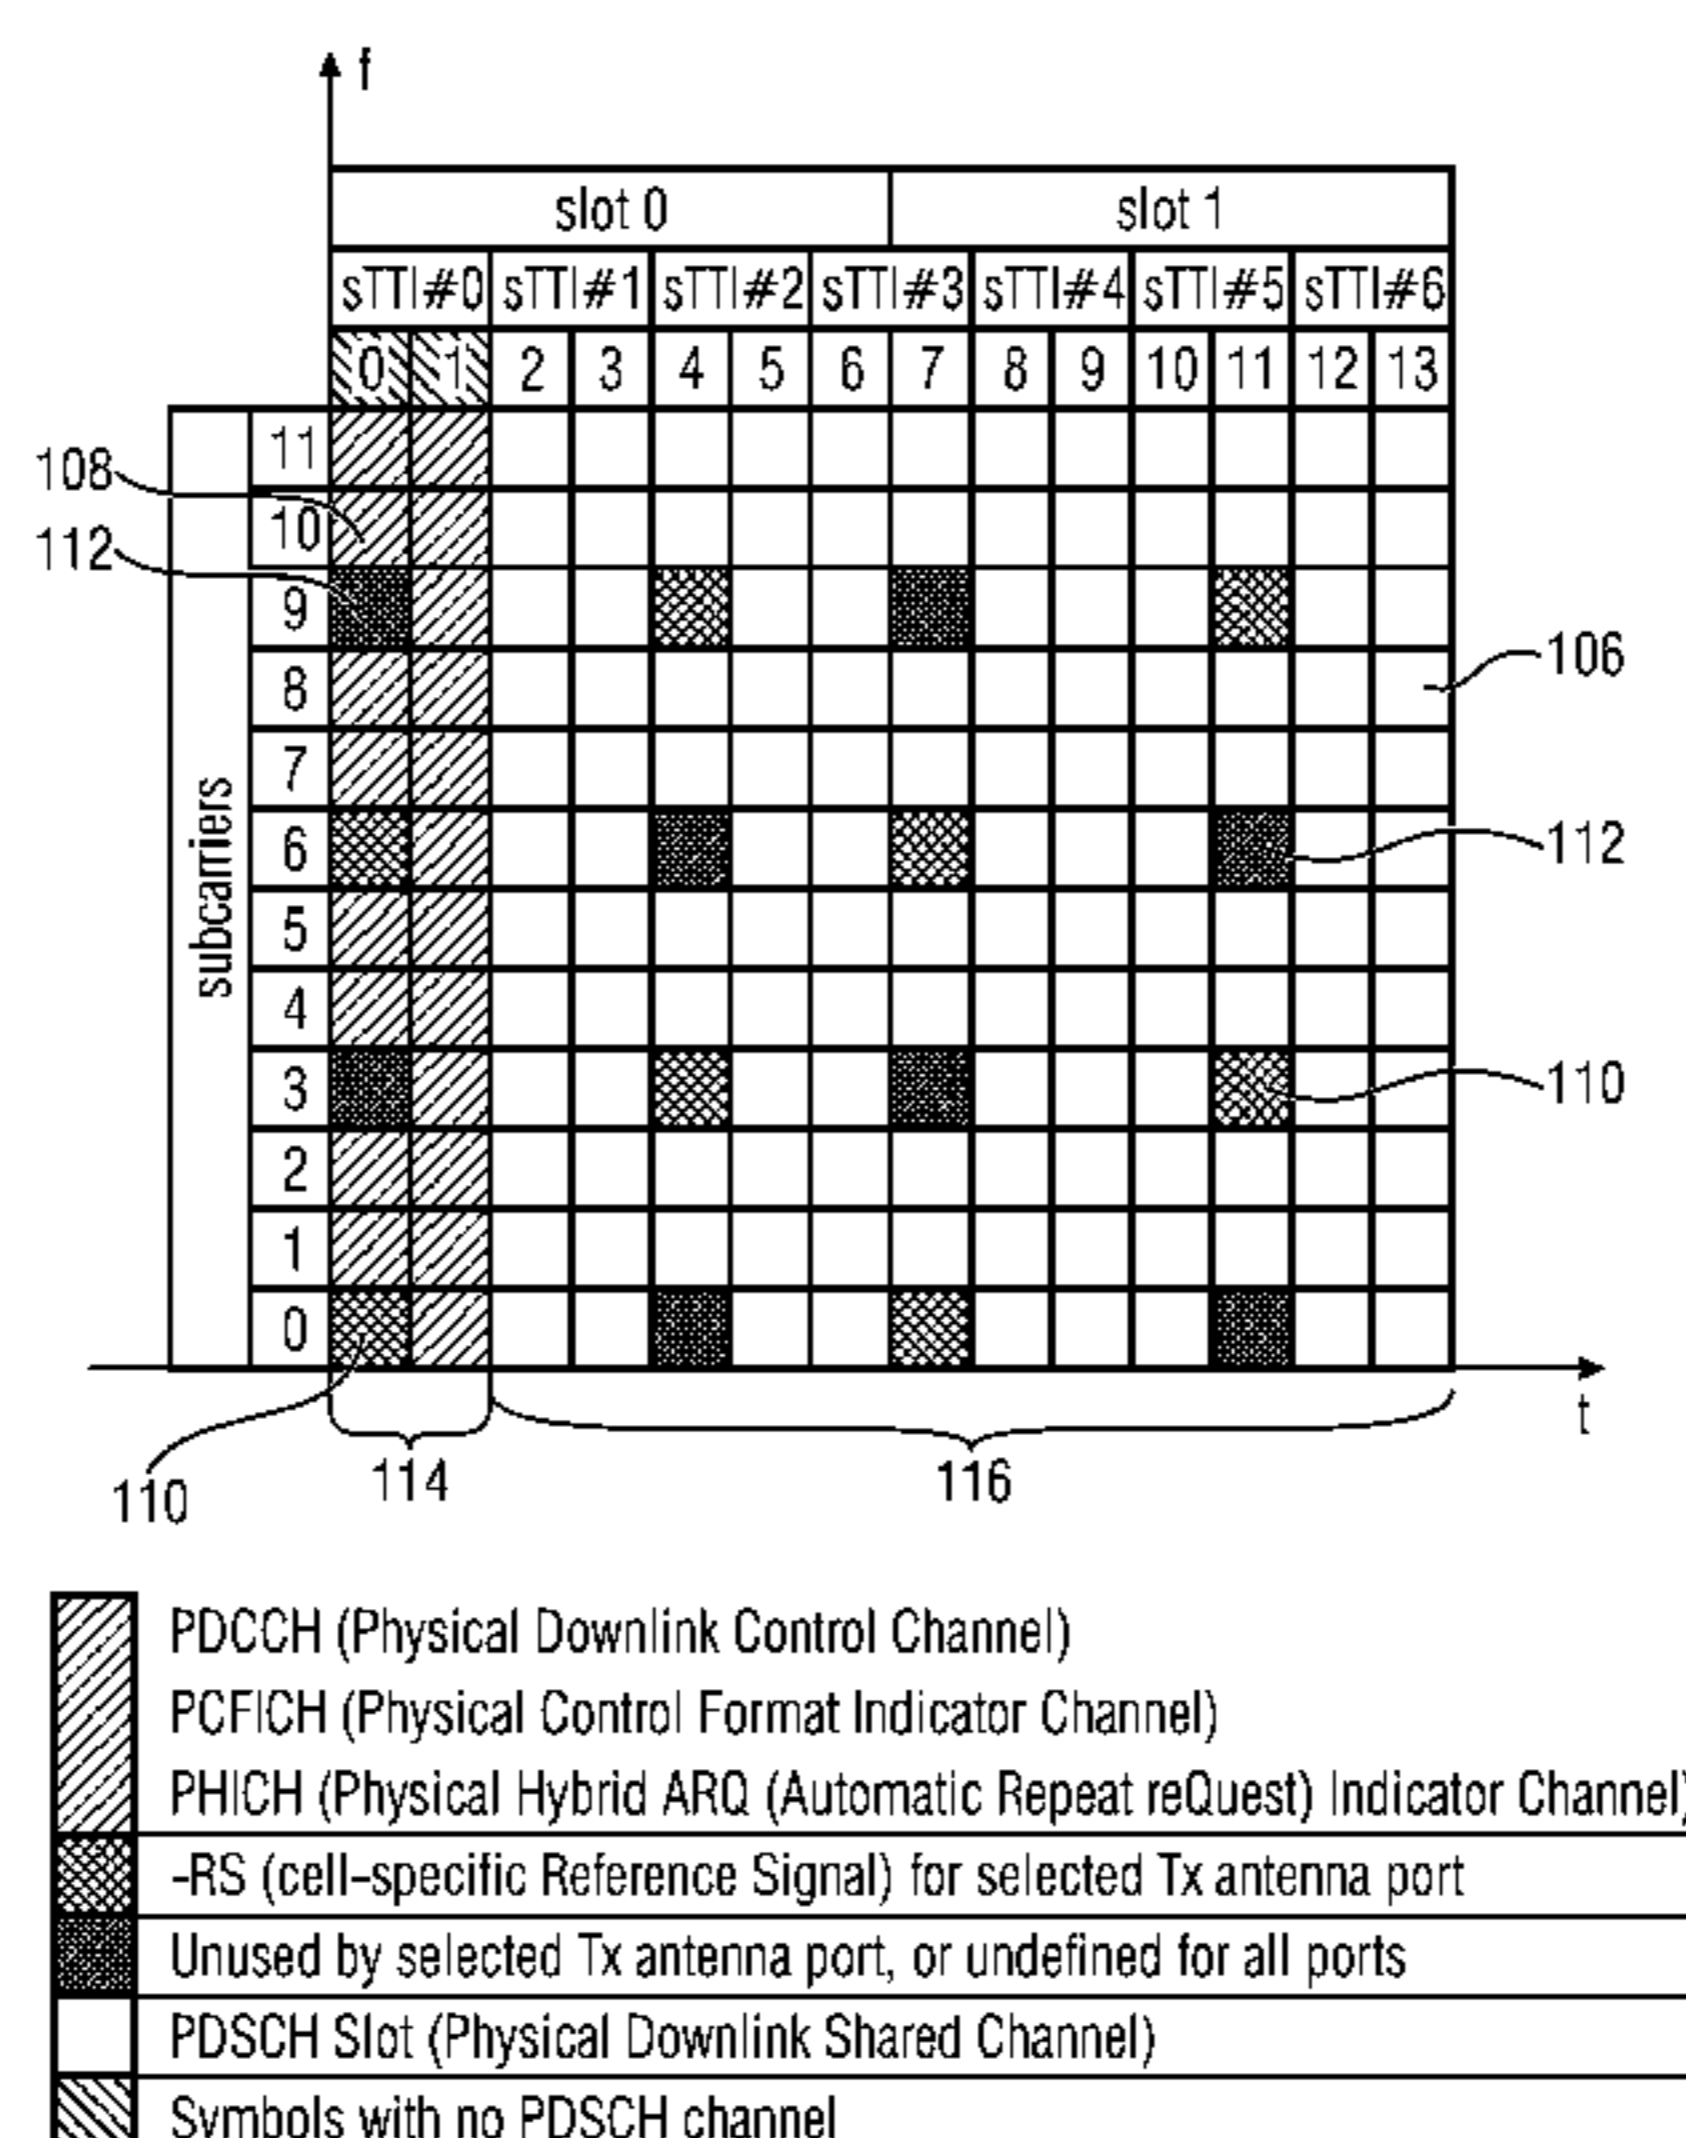 f
slot 0 slot 1
sTTI#0 sTTI#1 sTTI#2 sTTI#3 sTTI#4 sTTI#5 sTTI#6
0 1 2 3 4 5 6 7 8 9 10 11 12 13
subcarriers
11
108
10
112
9
106
8
7
6
112
5
4
3
110
2
1
0
t
110
114
116
PDCCH (Physical Downlink Control Channel)
PCFICH (Physical Control Format Indicator Channel)
PHICH (Physical Hybrid ARQ (Automatic Repeat reQuest) Indicator Channel)
-RS (cell-specific Reference Signal) for selected Tx antenna port
Unused by selected Tx antenna port, or undefined for all ports
PDSCH Slot (Physical Downlink Shared Channel)
Symbols with no PDSCH channel